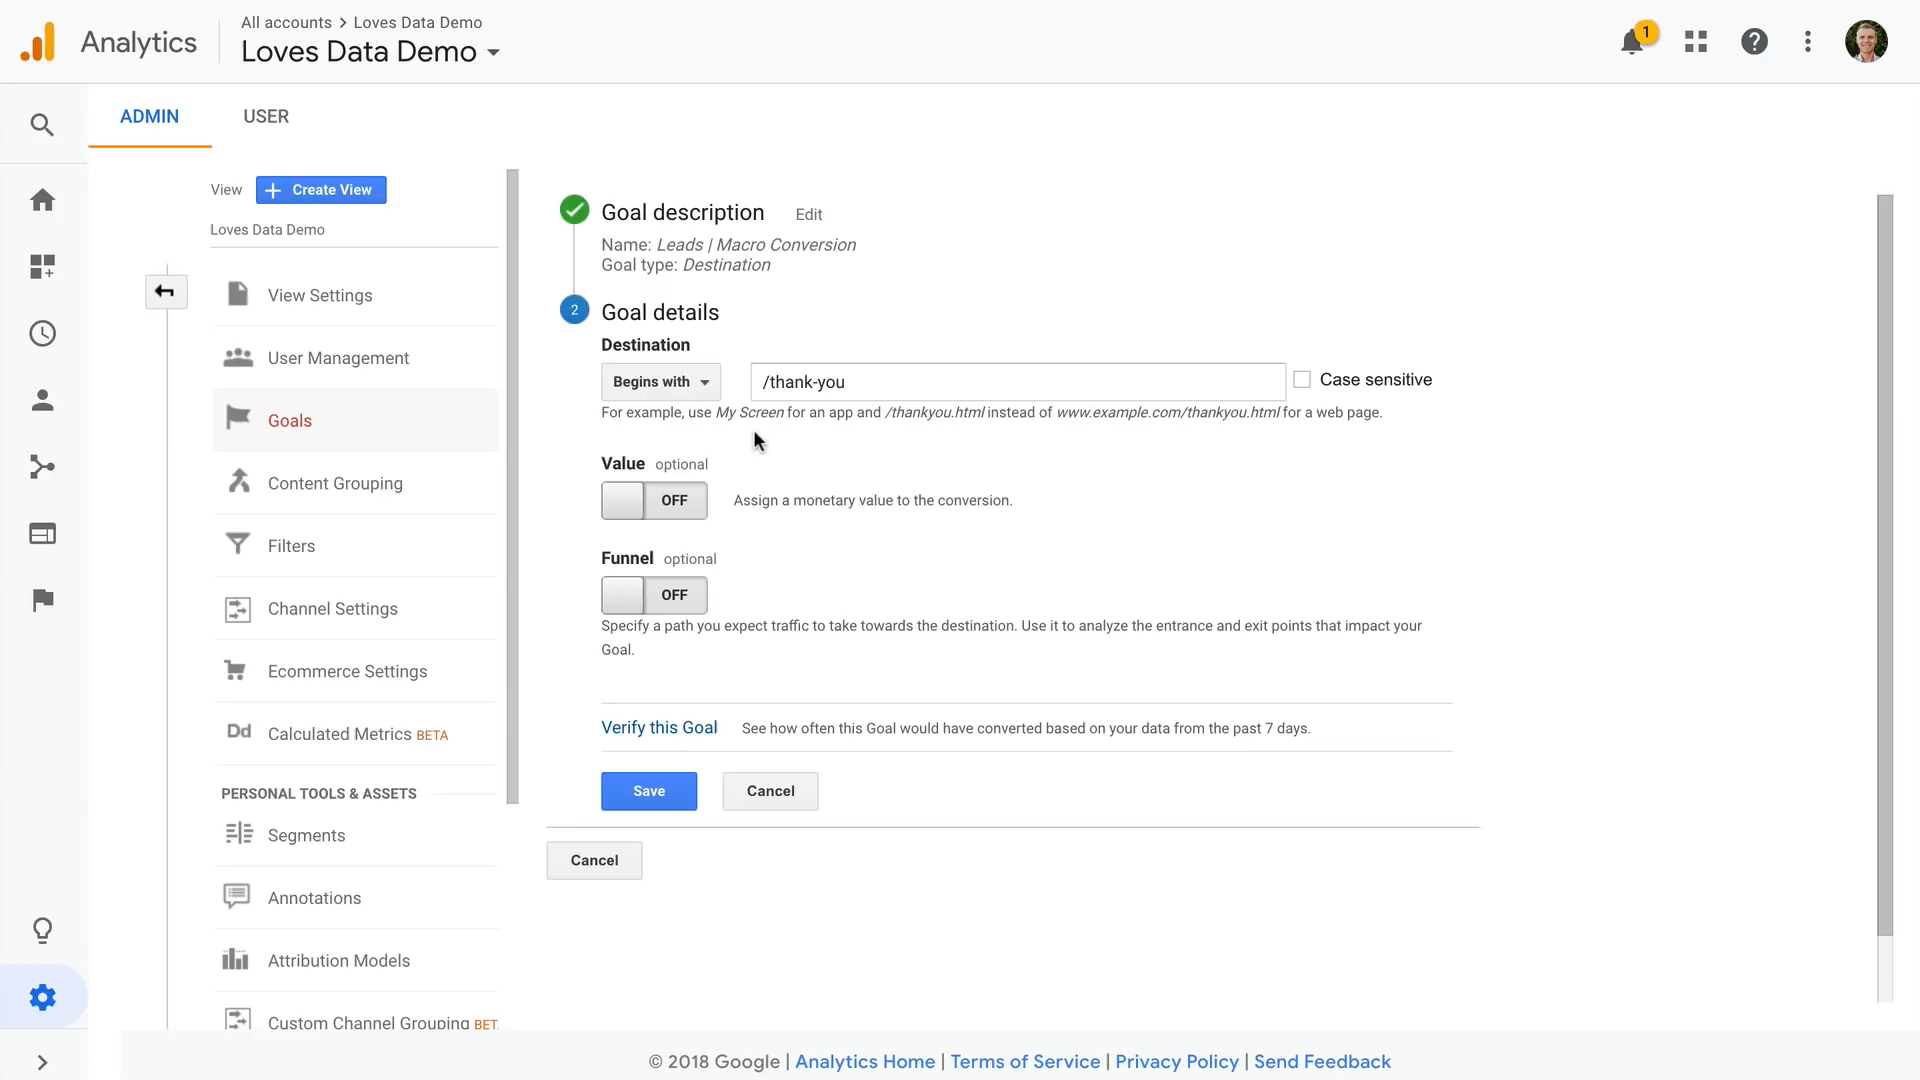 Analytics
All accounts > Loves Data Demo
Loves Data Demo
1
ADMIN
USER
View
Create View
Loves Data Demo
View Settings
User Management
Goals
Content Grouping
Filters
Channel Settings
Ecommerce Settings
Dd Calculated Metrics BETA
PERSONAL TOOLS & ASSETS
Segments
Annotations
Attribution Models
Custom Channel Grouping BET
Goal description Edit
Name: Leads | Macro Conversion
Goal type: Destination
2 Goal details
Destination
Begins with /thank-you Case sensitive
For example, use My Screen for an app and /thankyou.html instead of www.example.com/thankyou.html for a web page.
Value optional
OFF Assign a monetary value to the conversion.
Funnel optional
OFF
Specify a path you expect traffic to take towards the destination. Use it to analyze the entrance and exit points that impact your
Goal.
Verify this Goal See how often this Goal would have converted based on your data from the past 7 days.
Save Cancel
Cancel
© 2018 Google | Analytics Home | Terms of Service | Privacy Policy | Send Feedback